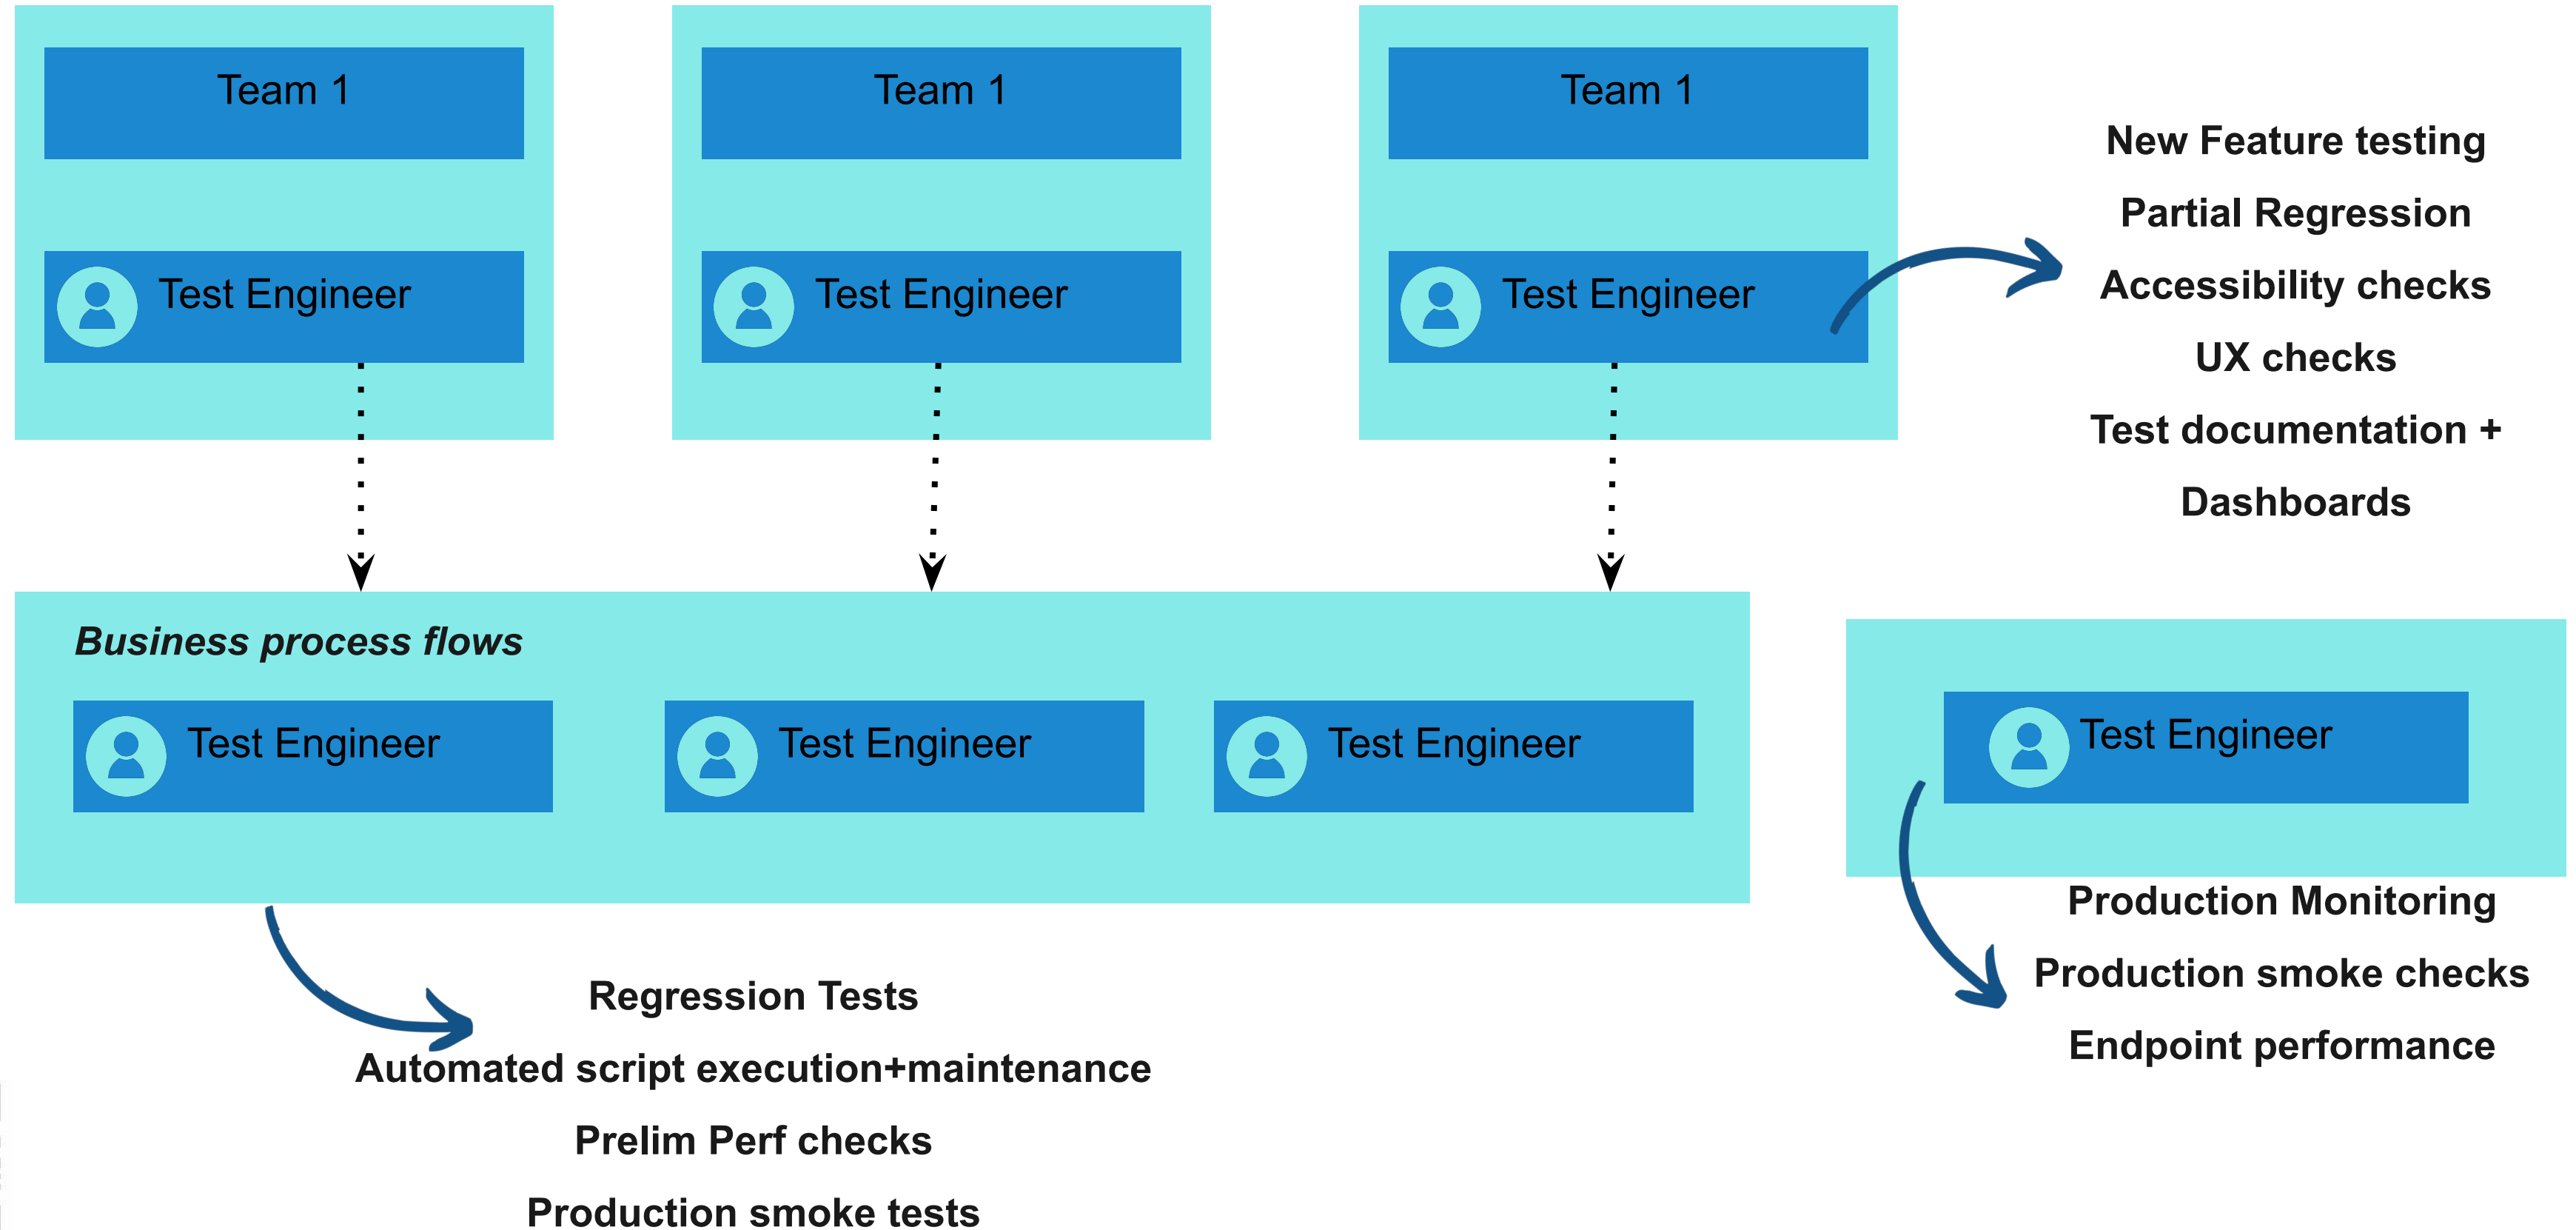 Team 1
Team 1
Team 1
Test Engineer
Test Engineer
Test Engineer
New Feature testing
Partial Regression
Accessibility checks
UX checks
Test documentation +
Dashboards
Business process flows
Test Engineer
Test Engineer
Test Engineer
Test Engineer
Regression Tests
Automated script execution+maintenance
Prelim Perf checks
Production smoke tests
Production Monitoring
Production smoke checks
Endpoint performance